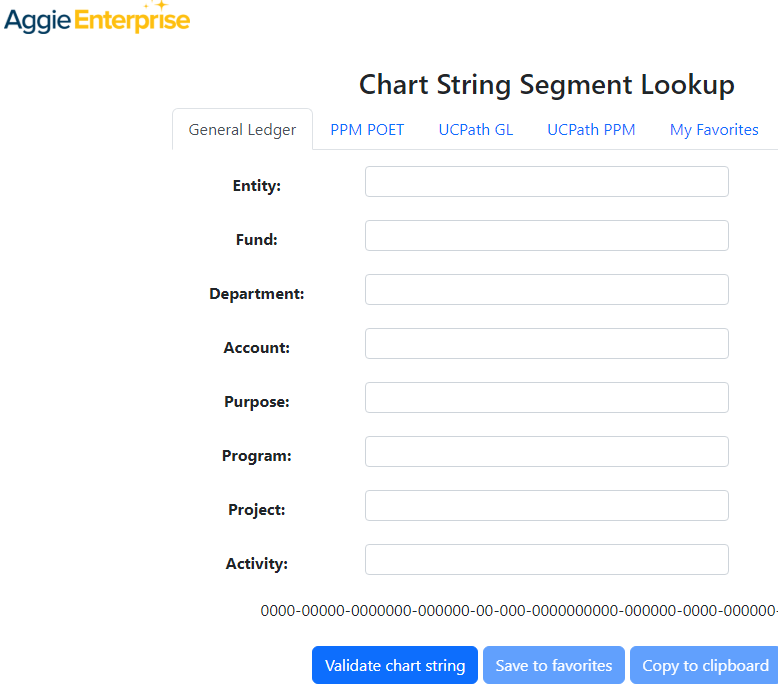 Aggie Enterprise
Chart String Segment Lookup
General Ledger PPM POET UCPath GL UCPath PPM My Favorites
Entity:
Fund:
Department:
Account:
Purpose:
Program:
Project:
Activity:
0000-00000-0000000-000000-00-000-0000000000-000000-0000-000000-
Validate chart string Save to favorites Copy to clipboard